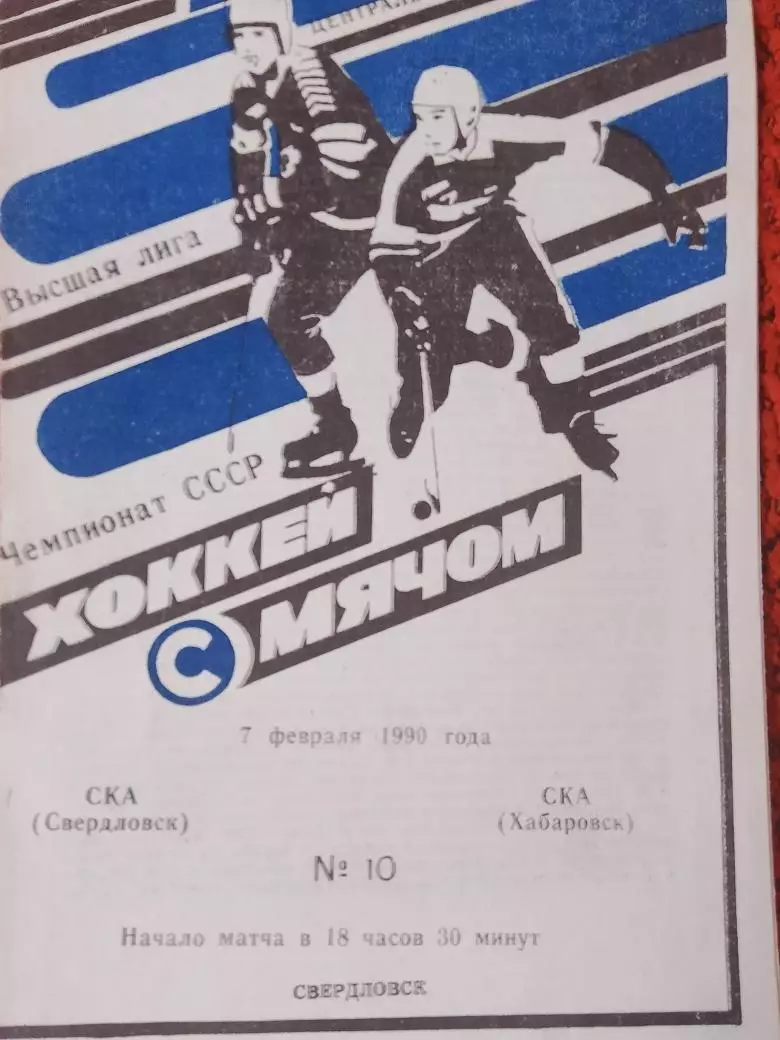 Высшая лига
Чемпионат СССР
ХОККЕЙ
С МЯЧОМ
7 февраля 1990 года
СКА
(Свердловск)
СКА
(Хабаровск)
№ 10
Начало матча в 18 часов 30 минут
СВЕРДЛОВСК